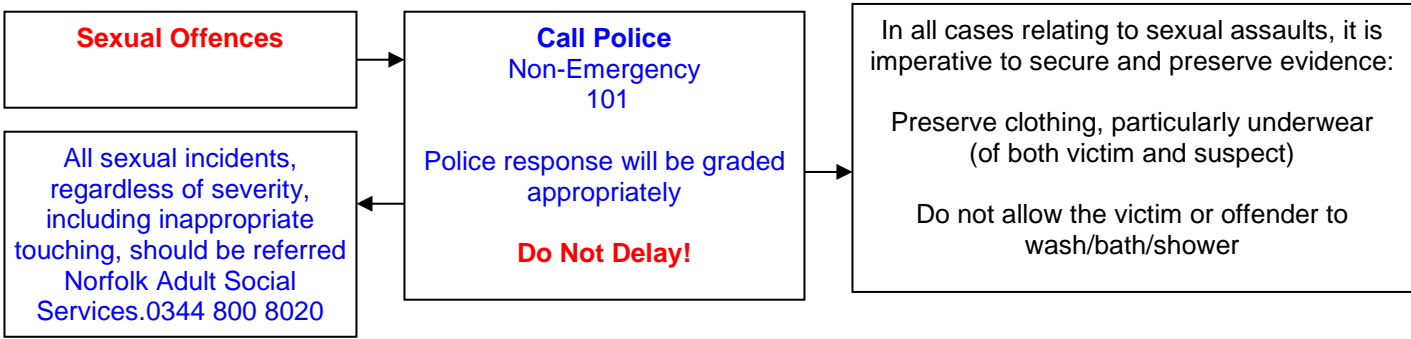 Sexual Offences
All sexual incidents,
regardless of severity,
including inappropriate
touching, should be referred
Norfolk Adult Social
Services.0344 800 8020
Call Police
Non-Emergency
101
Police response will be graded
appropriately
Do Not Delay!
In all cases relating to sexual assaults, it is
imperative to secure and preserve evidence:
Preserve clothing, particularly underwear
(of both victim and suspect)
Do not allow the victim or offender to
wash/bath/shower